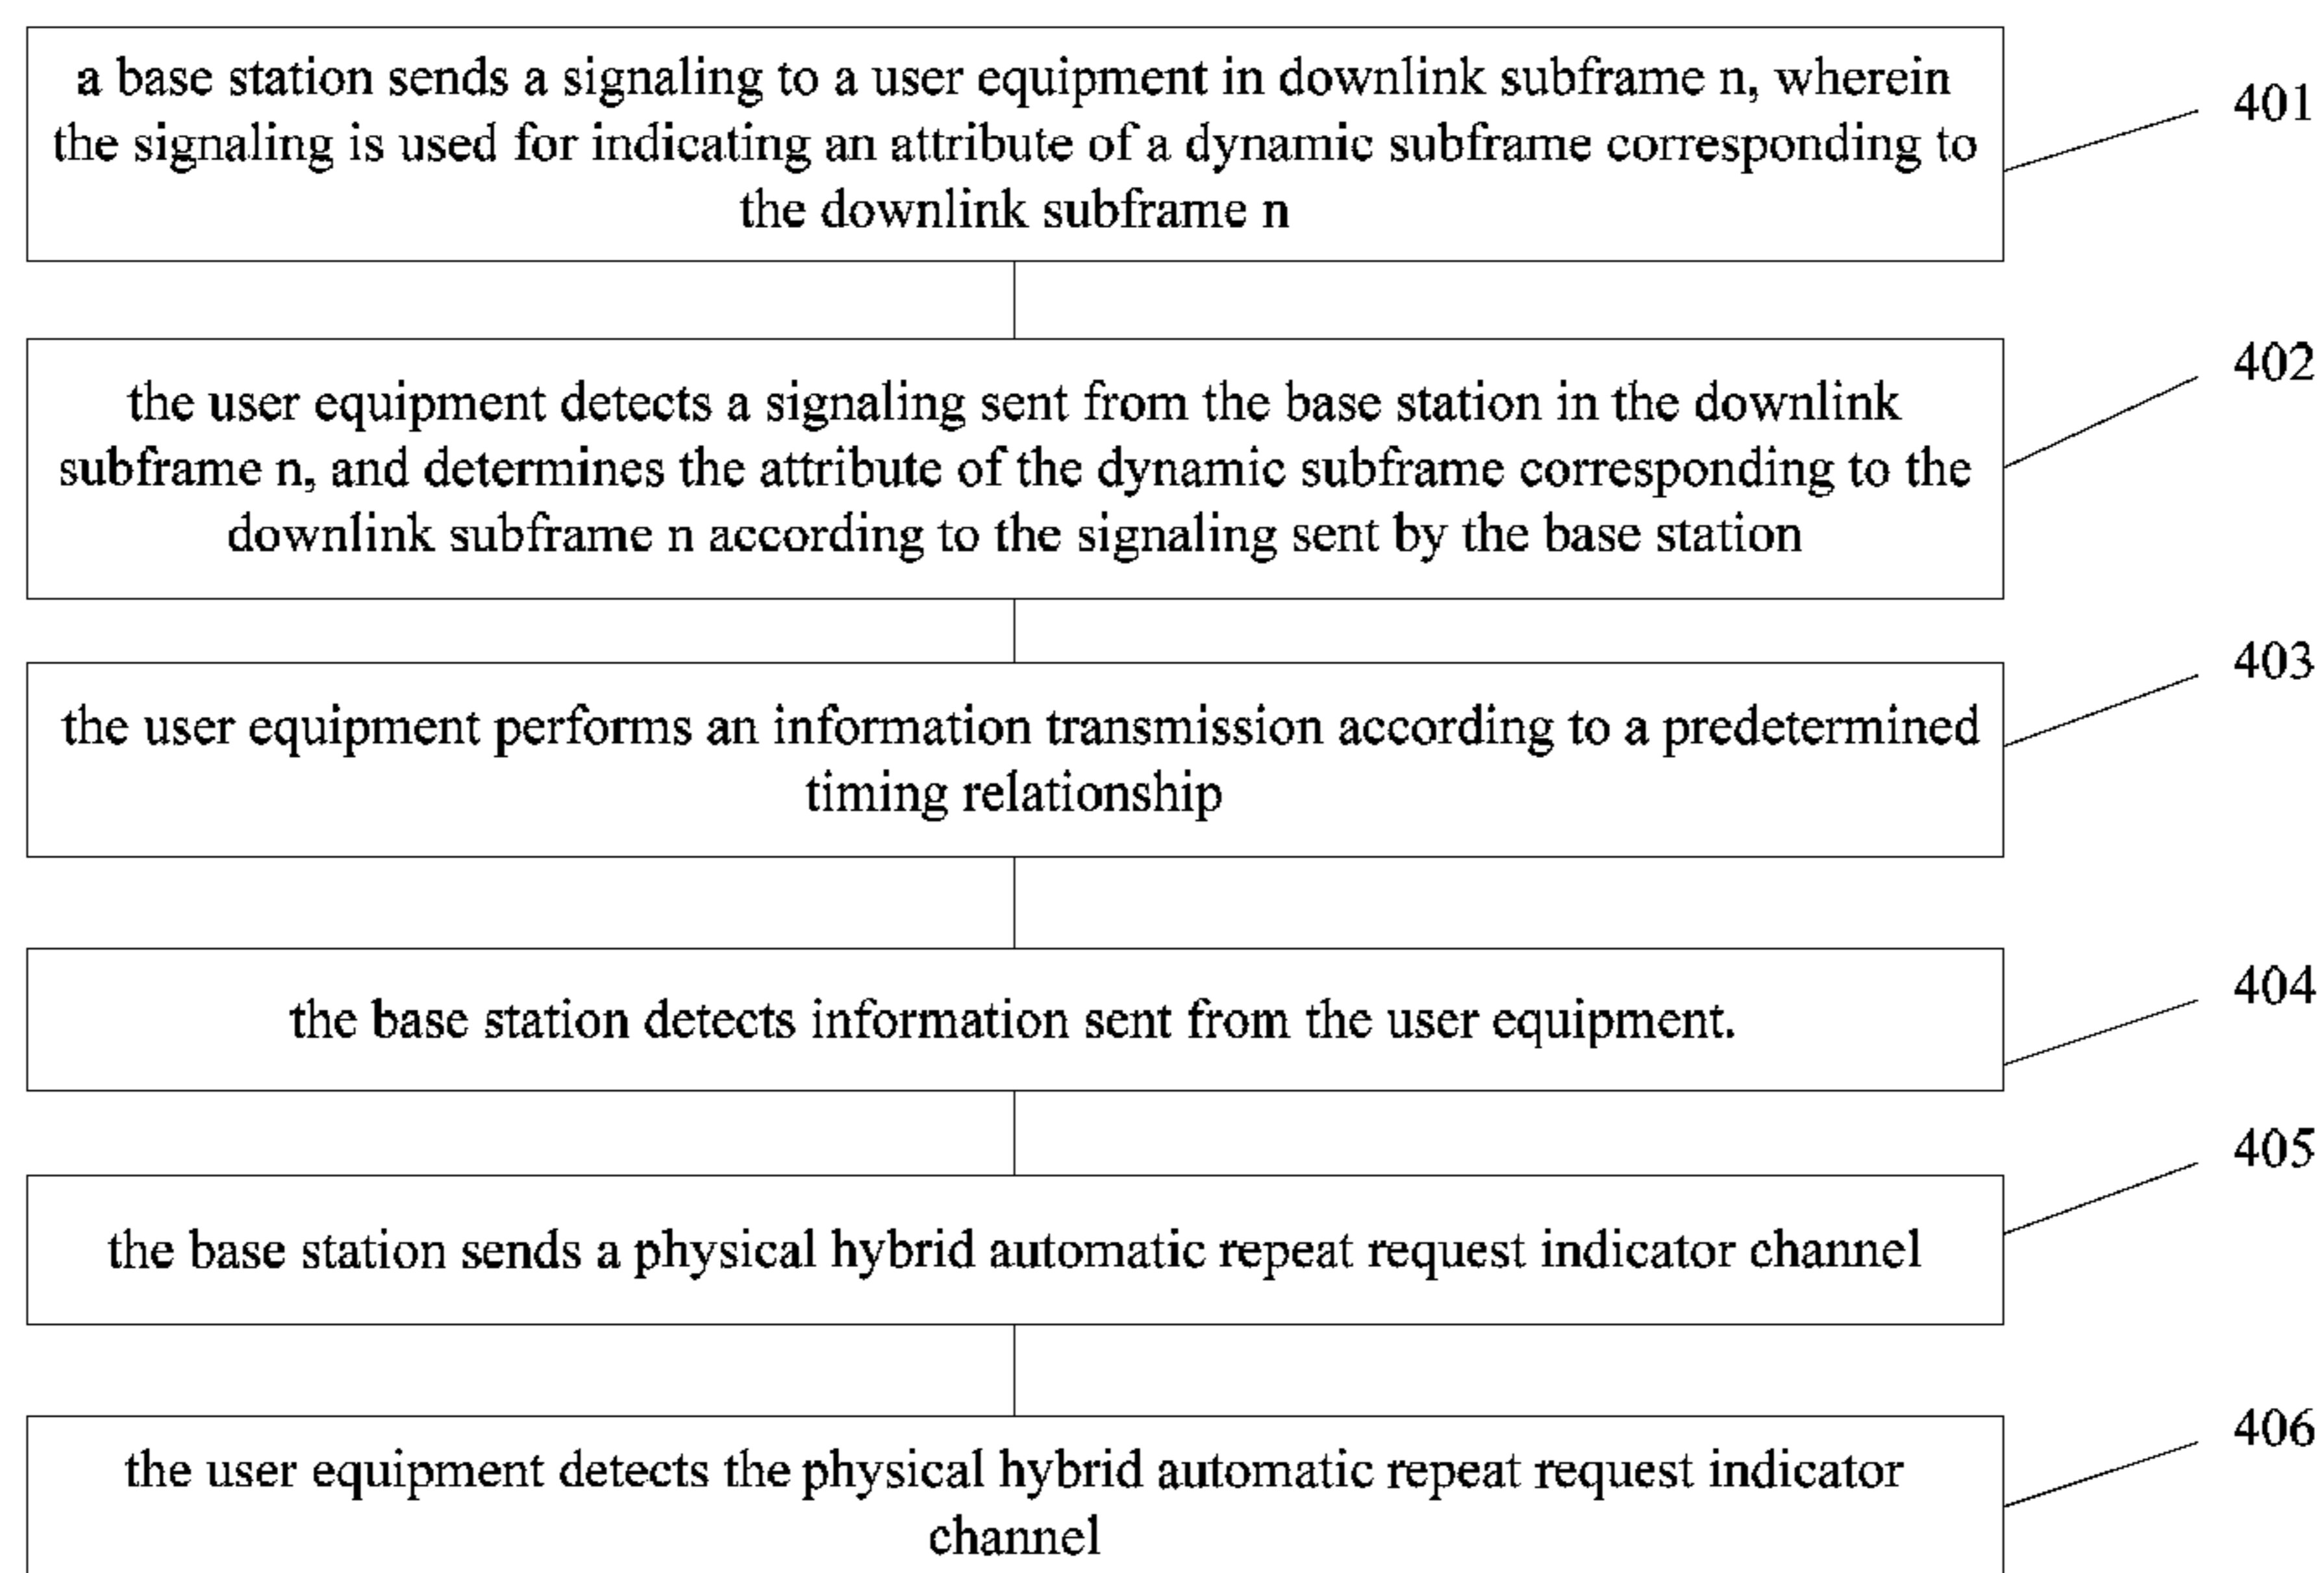 a base station sends a signaling to a user equipment in downlink subframe n, wherein
the signaling is used for indicating an attribute of a dynamic subframe corresponding to
the downlink subframe n
401
the user equipment detects a signaling sent from the base station in the downlink
subframe n, and determines the attribute of the dynamic subframe corresponding to the
downlink subframe n according to the signaling sent by the base station
402
the user equipment performs an information transmission according to a predetermined
timing relationship
403
the base station detects information sent from the user equipment.
404
the base station sends a physical hybrid automatic repeat request indicator channel
405
the user equipment detects the physical hybrid automatic repeat request indicator
channel
406